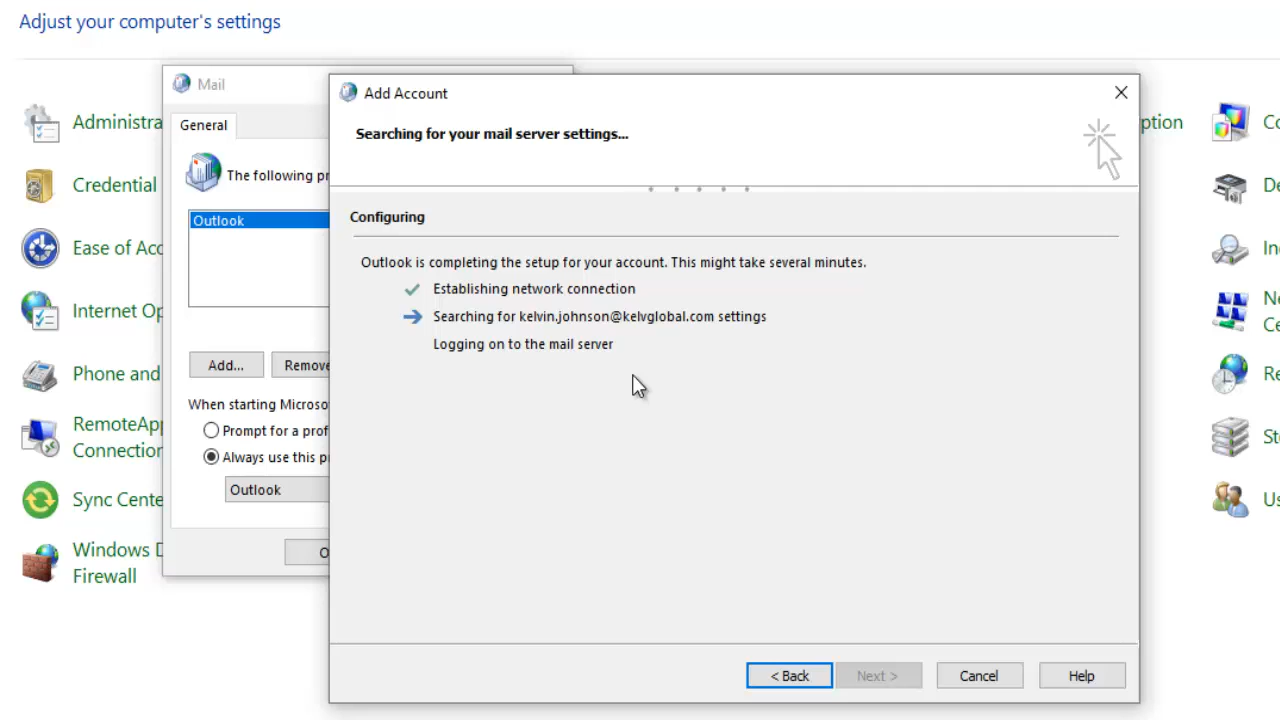 Adjust your computer's settings
Administra
Credential
Ease of Acc
Internet Op
Phone and
RemoteApp
Connection
Sync Cente
Windows D
Firewall
Mail
General
The following pr
Outlook
Add...
Remove
When starting Microso
Prompt for a prof
Always use this p
Outlook
O
Add Account
Searching for your mail server settings...
Configuring
Outlook is completing the setup for your account. This might take several minutes.
Establishing network connection
Searching for kelvin.johnson@kelvglobal.com settings
Logging on to the mail server
< Back
Next >
Cancel
Help
ption
Co
De
In
Ne
Ce
Re
St
Us